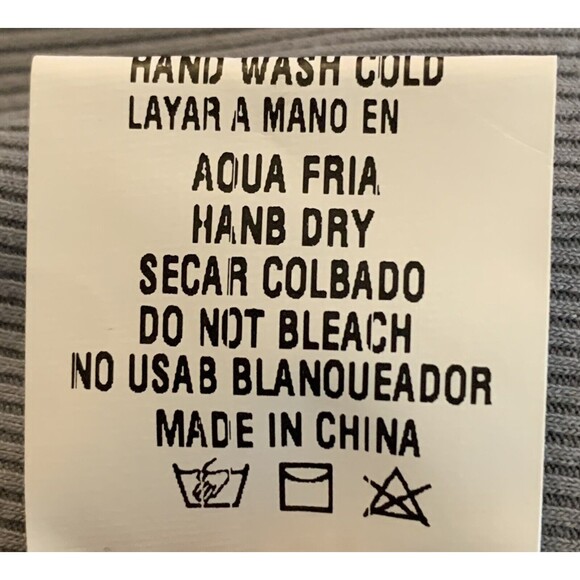 HAND WASH COLD
LAYAR A MANO EN
AQUA FRIA
HANB DRY
SECAR COLBADO
DO NOT BLEACH
NO USAB BLANOUEADOR
MADE IN CHINA